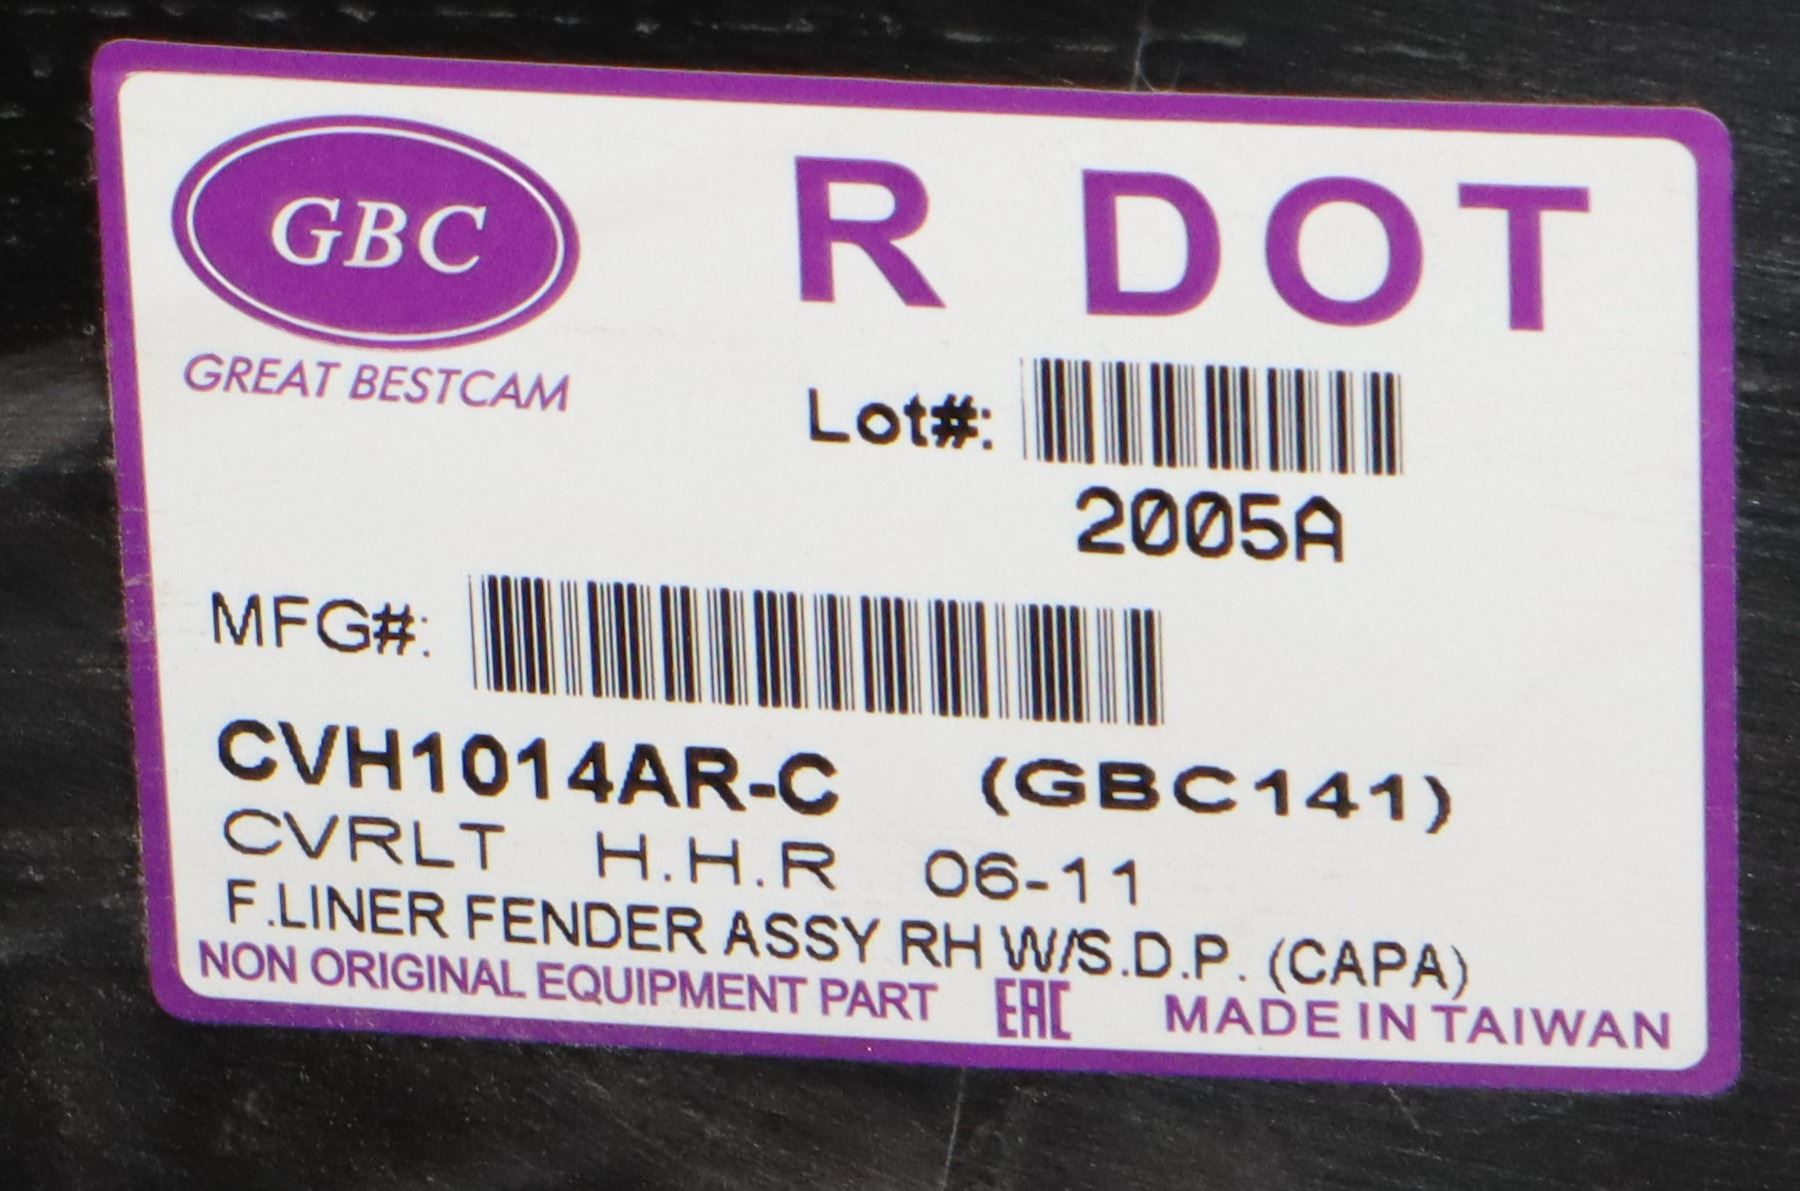 GBC
GREAT BESTCAM
R DOT
Lot#:
2005A
MFG#:
CVH1014AR-C (GBC141)
CVRLT H.H.R 06-11
F.LINER FENDER ASSY RH W/S.D.P. (CAPA)
NON ORIGINAL EQUIPMENT PART EAC MADE IN TAIWAN